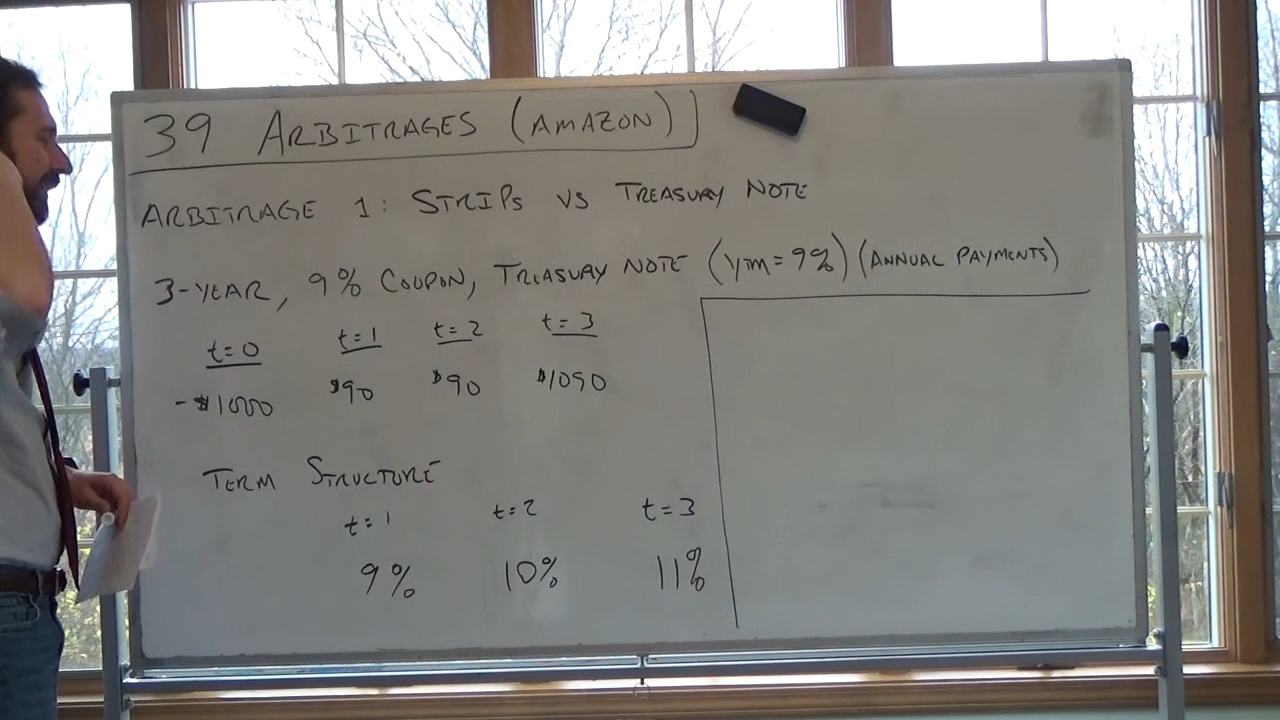 39 ARBITRAGES (AMAZON)
ARBITRAGE 1: STRIPS VS TREASURY NOTE
3-YEAR, 9% COUPON, TREASURY NOTE (YTM=9%) (ANNUAL PAYMENTS)
t=0 t=1 t=2 t=3
-$1000 $90 $90 $1090
TERM STRUCTURE
t=1 t=2 t=3
9% 10% 11%